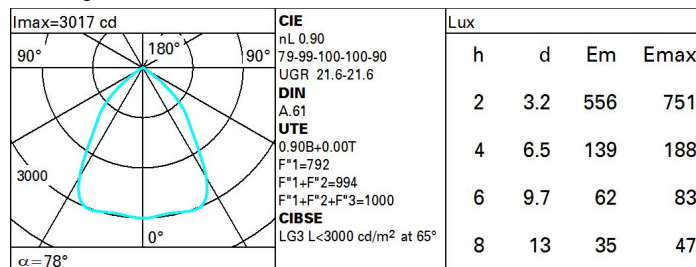 Imax=3017 cd
90°
180°
90°
3000
0°
α=78°
CIE
nL 0.90
79-99-100-100-90
UGR 21.6-21.6
DIN
A.61
UTE
0.90B+0.00T
F"1=792
F"1+F"2=994
F"1+F"2+F"3=1000
CIBSE
LG3 L<3000 cd/m² at 65°
Lux
h d Em Emax
2 3.2 556 751
4 6.5 139 188
6 9.7 62 83
8 13 35 47